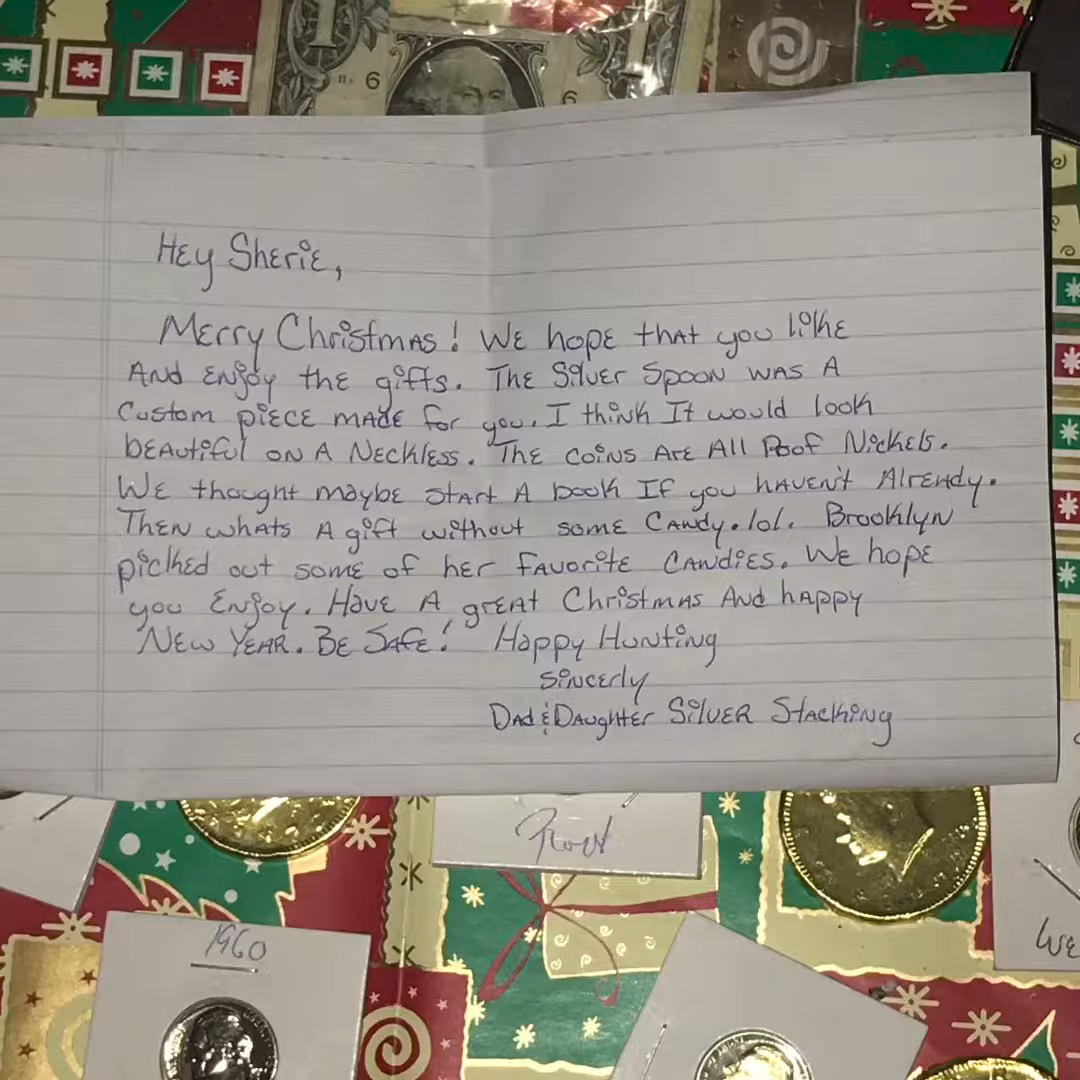 1
6
6
Hey Sherie,
Merry Christmas! We hope that you like
And Enjoy the gifts. The Silver Spoon was A
Custom piece made for you. I think It would look
beautiful on A Neckless. The coins Are All Poof Nickels.
We thought maybe start A book If you haven't Already.
Then whats A gift without some Candy. lol. Brooklyn
picked out some of her favorite Candies. We hope
you Enjoy. Have A great Christmas And happy
New Year. Be Safe! Happy Hunting
Sincerly
Dad & Daughter Silver Stacking
Proof
1960